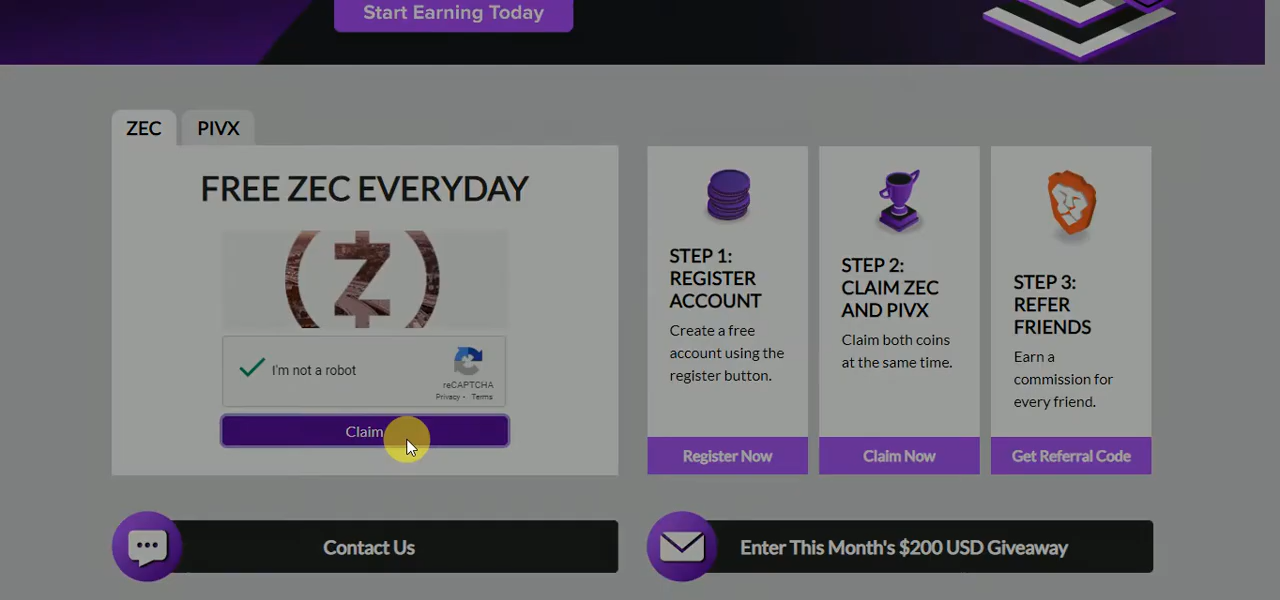 Start Earning Today
ZEC
PIVX
FREE ZEC EVERYDAY
I'm not a robot
reCAPTCHA
Privacy - Terms
Claim
STEP 1:
REGISTER
ACCOUNT
Create a free
account using the
register button.
Register Now
STEP 2:
CLAIM ZEC
AND PIVX
Claim both coins
at the same time.
Claim Now
STEP 3:
REFER
FRIENDS
Earn a
commission for
every friend.
Get Referral Code
Contact Us
Enter This Month's $200 USD Giveaway